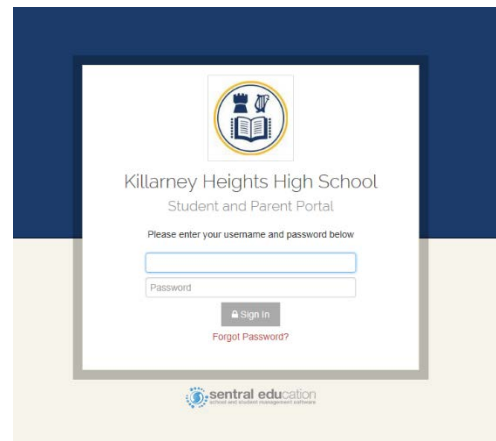 Killarney Heights High School
Student and Parent Portal
Please enter your username and password below
Password
Sign In
Forgot Password?
sentral education
school and student management software